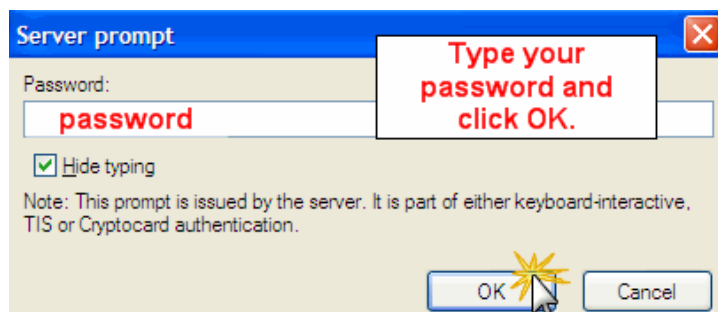 Server prompt
Type your
password and
click OK.
Password:
password
Hide typing
Note: This prompt is issued by the server. It is part of either keyboard-interactive,
TIS or Cryptocard authentication.
OK
Cancel